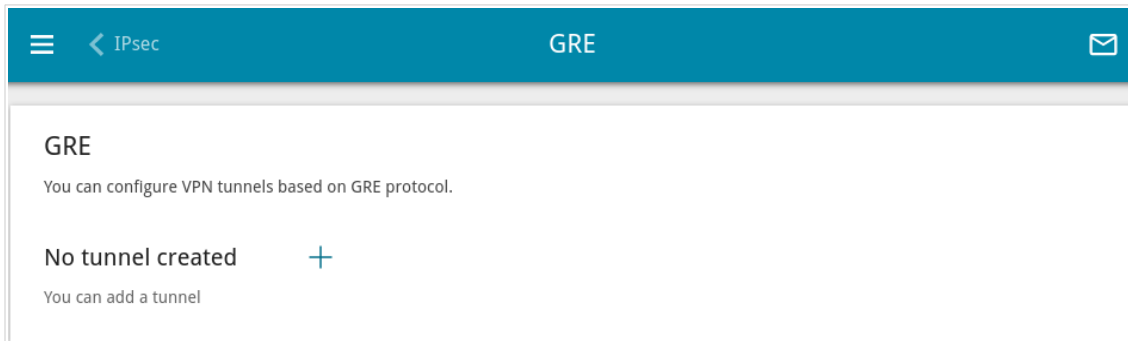 IPsec
GRE
GRE
You can configure VPN tunnels based on GRE protocol.
No tunnel created
You can add a tunnel